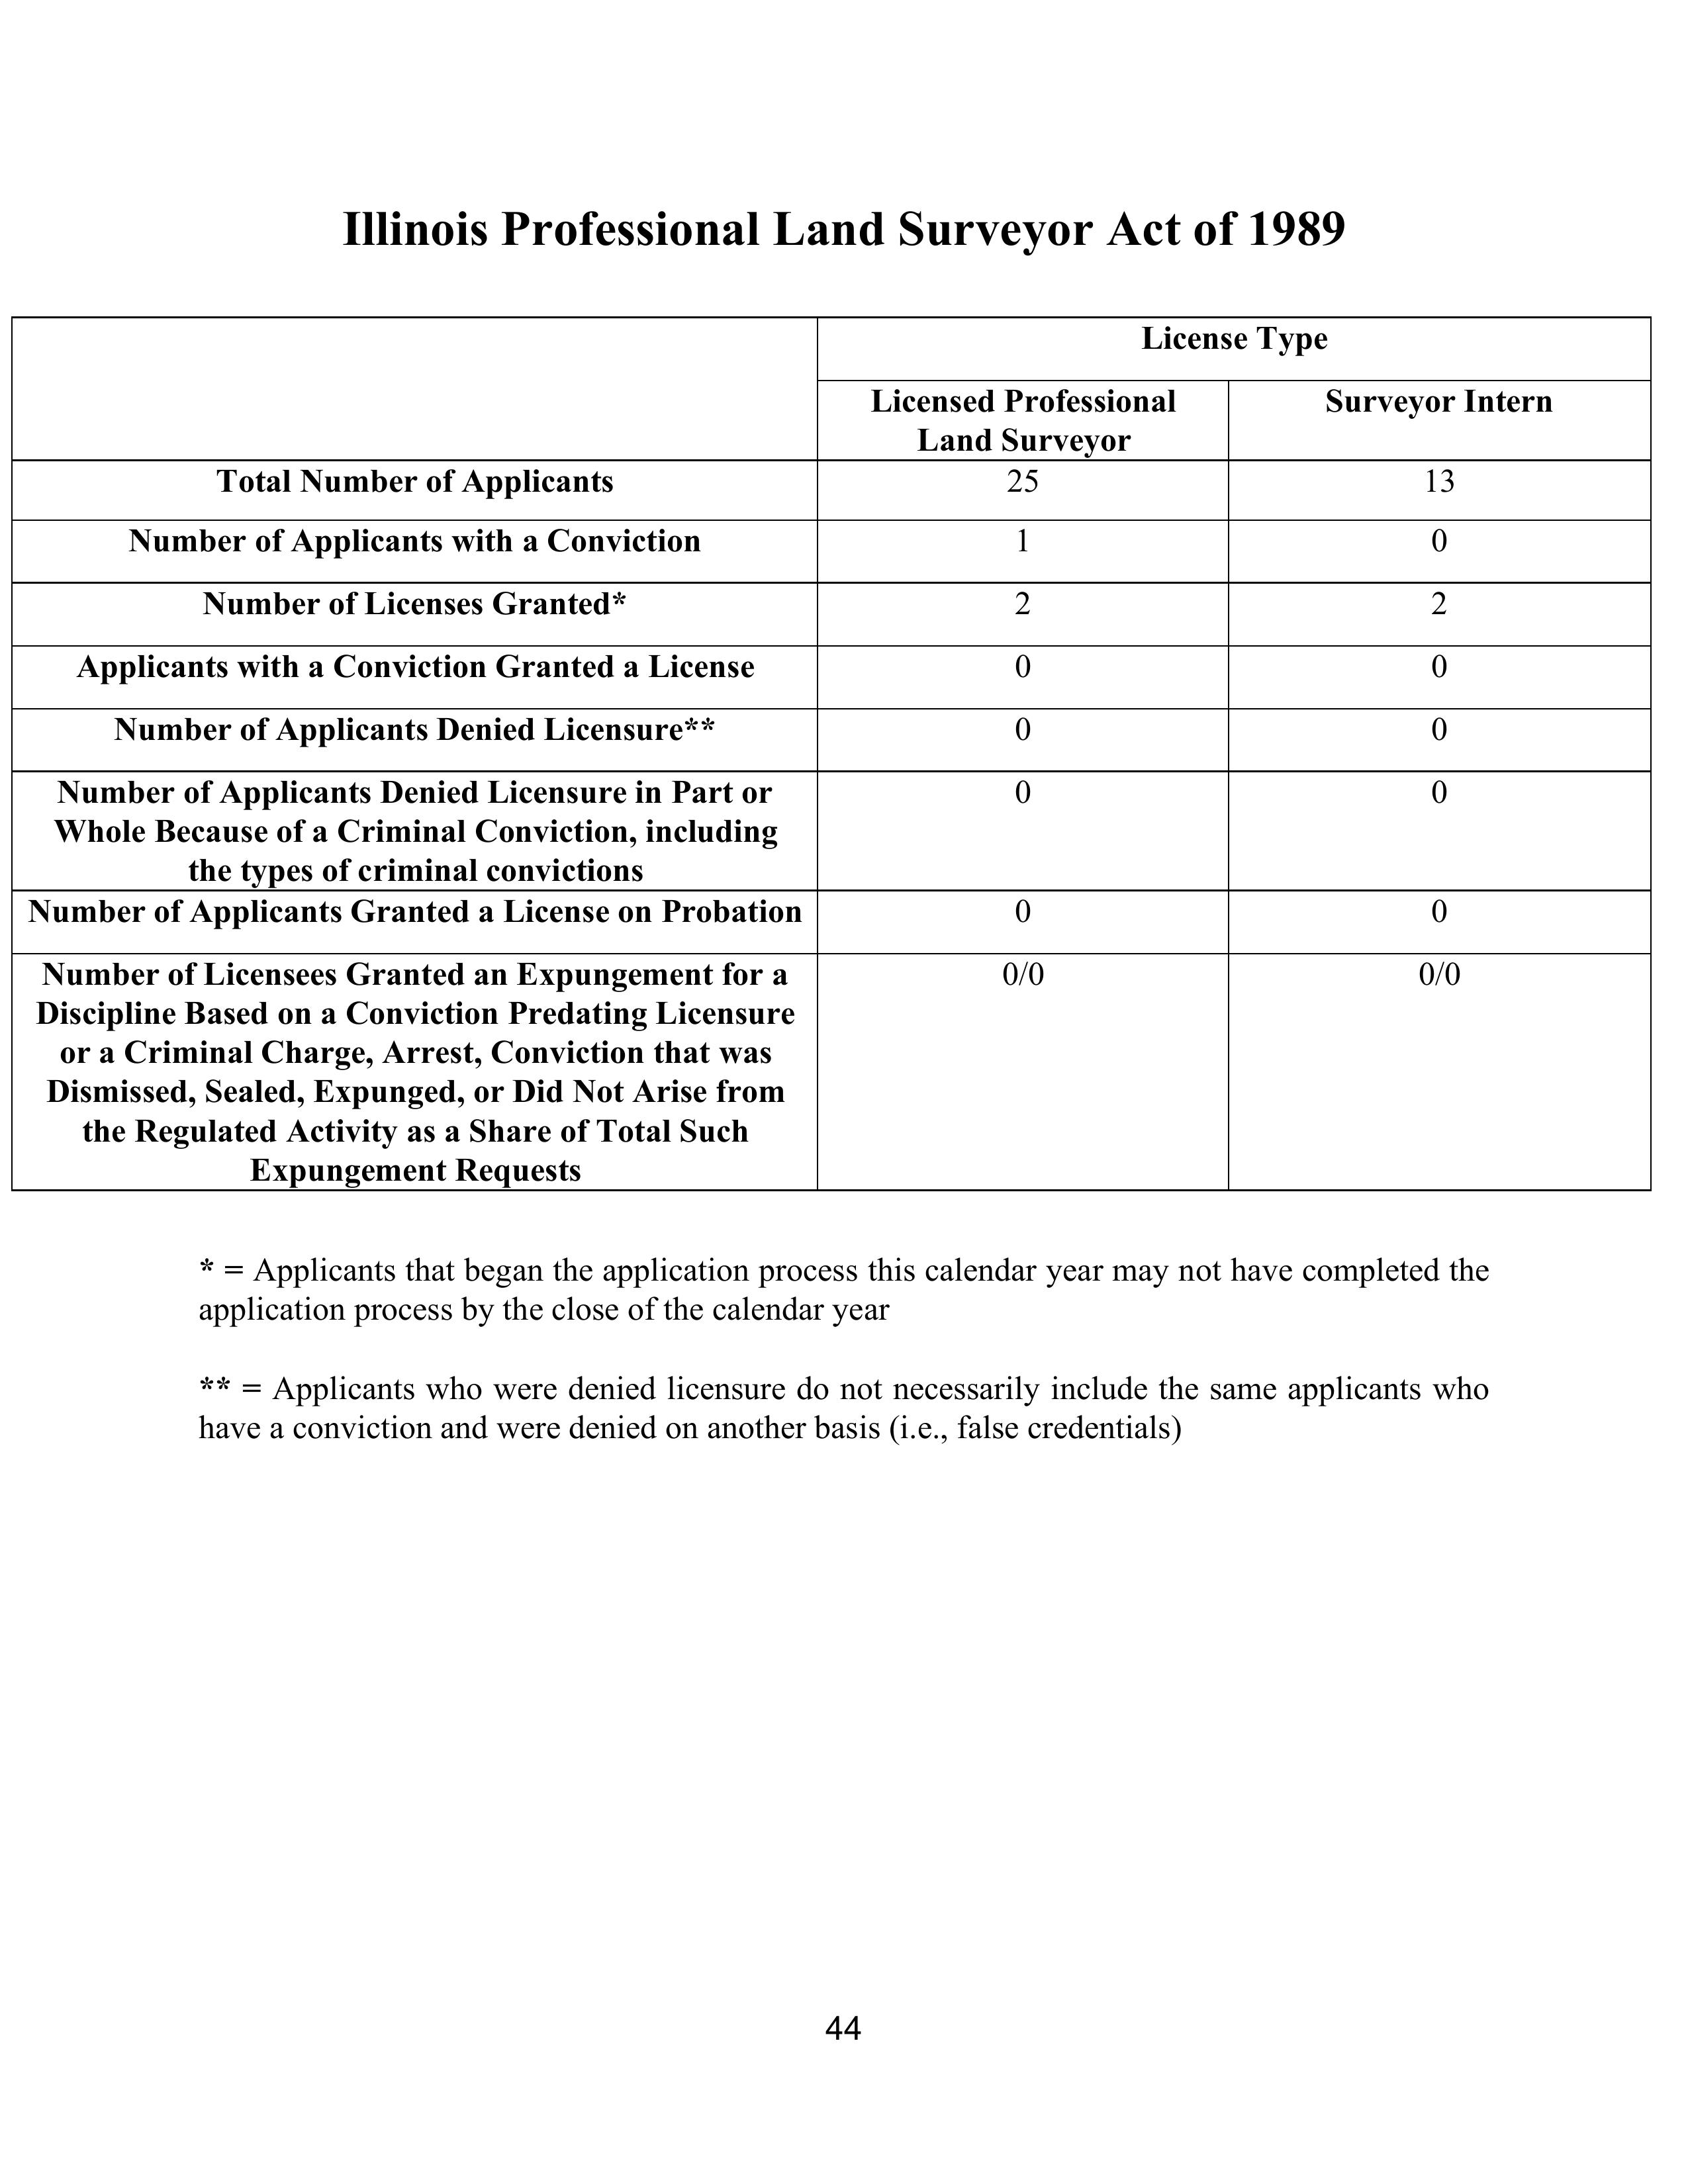 Illinois Professional Land Surveyor Act of 1989
License Type
Licensed Professional
Land Surveyor
Surveyor Intern
Total Number of Applicants 25 13
Number of Applicants with a Conviction 1 0
Number of Licenses Granted* 2 2
Applicants with a Conviction Granted a License 0 0
Number of Applicants Denied Licensure** 0 0
Number of Applicants Denied Licensure in Part or 0 0
Whole Because of a Criminal Conviction, including
the types of criminal convictions
Number of Applicants Granted a License on Probation 0 0
Number of Licensees Granted an Expungement for a 0/0 0/0
Discipline Based on a Conviction Predating Licensure
or a Criminal Charge, Arrest, Conviction that was
Dismissed, Sealed, Expunged, or Did Not Arise from
the Regulated Activity as a Share of Total Such
Expungement Requests
* = Applicants that began the application process this calendar year may not have completed the
application process by the close of the calendar year
** = Applicants who were denied licensure do not necessarily include the same applicants who
have a conviction and were denied on another basis (i.e., false credentials)
44